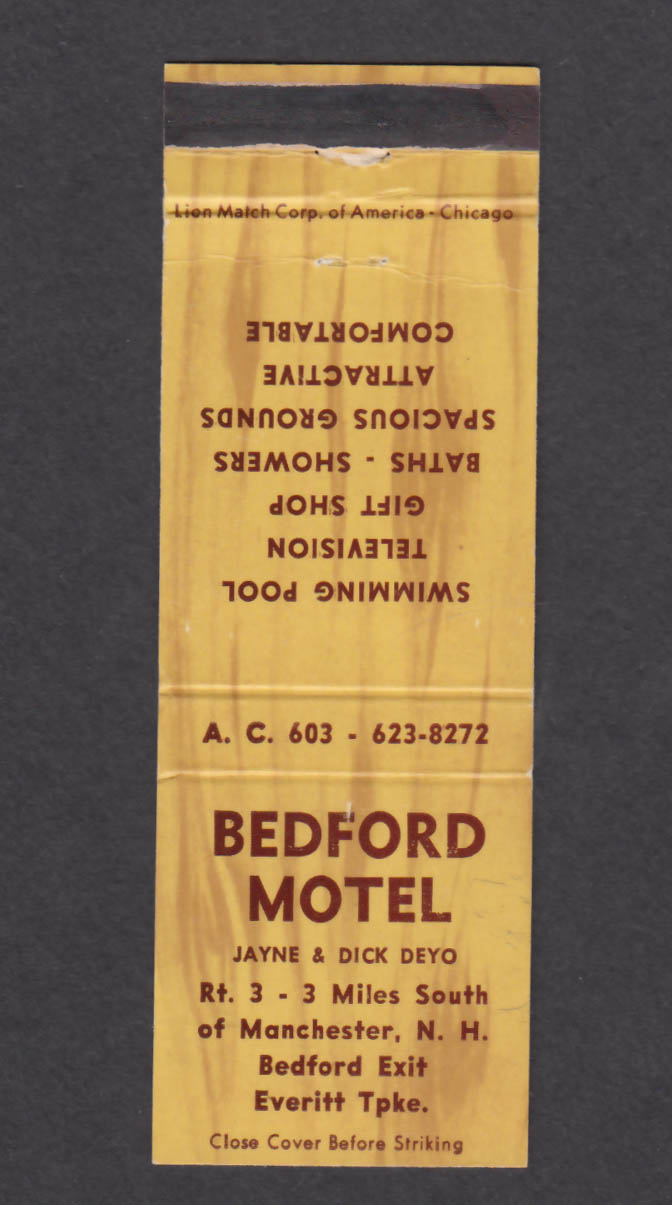 Lion Match Corp. of America - Chicago
SWIMMING POOL
TELEVISION
GIFT SHOP
BATHS - SHOWERS
SPACIOUS GROUNDS
ATTRACTIVE
COMFORTABLE
A. C. 603 - 623-8272
BEDFORD
MOTEL
JAYNE & DICK DEYO
Rt. 3 - 3 Miles South
of Manchester, N. H.
Bedford Exit
Everitt Tpke.
Close Cover Before Striking